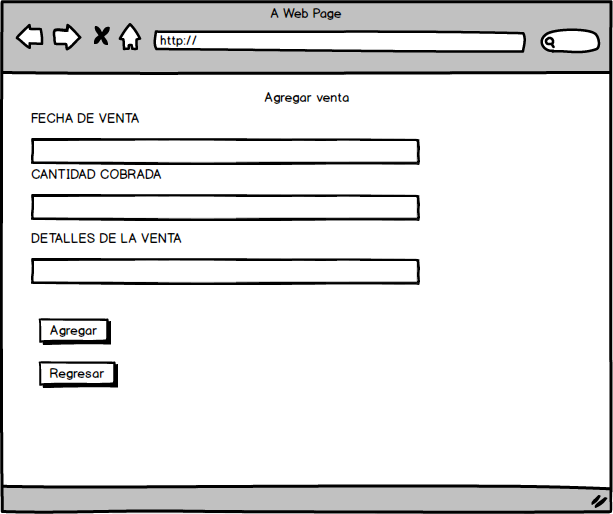 A Web Page
http://
Agregar venta
FECHA DE VENTA
CANTIDAD COBRADA
DETALLES DE LA VENTA
Agregar
Regresar